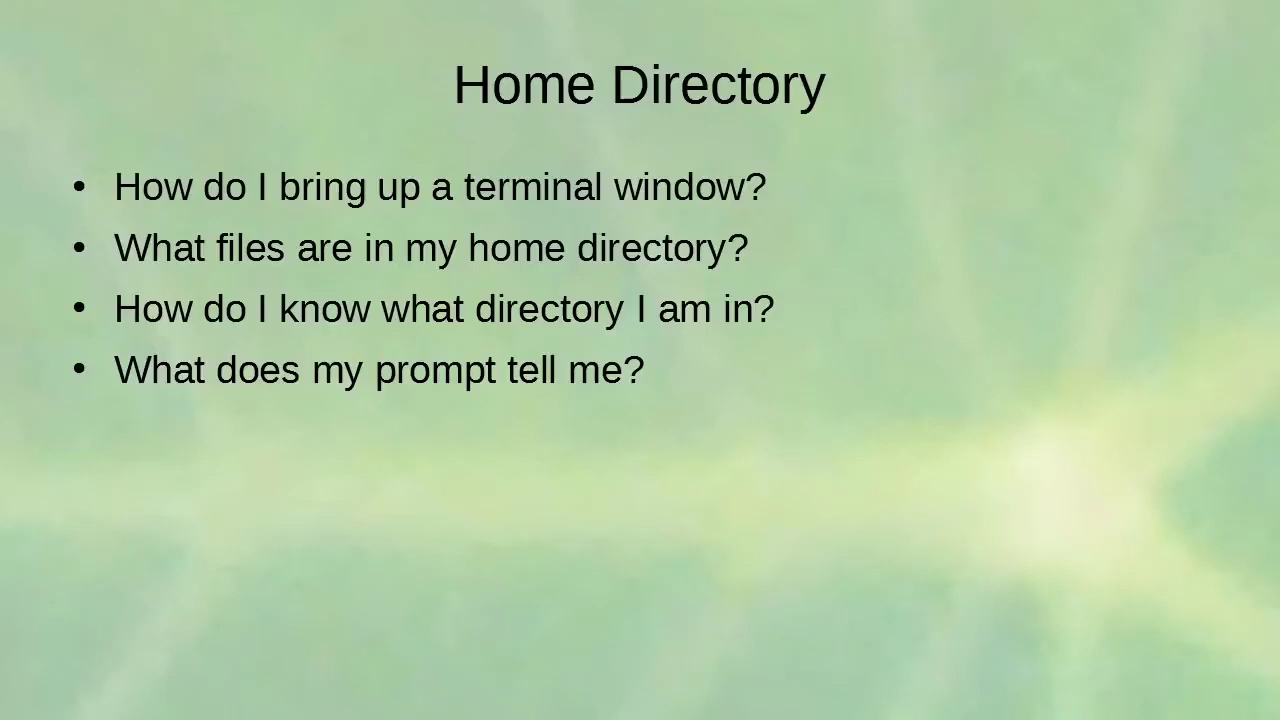 Home Directory
• How do I bring up a terminal window?
• What files are in my home directory?
• How do I know what directory I am in?
• What does my prompt tell me?